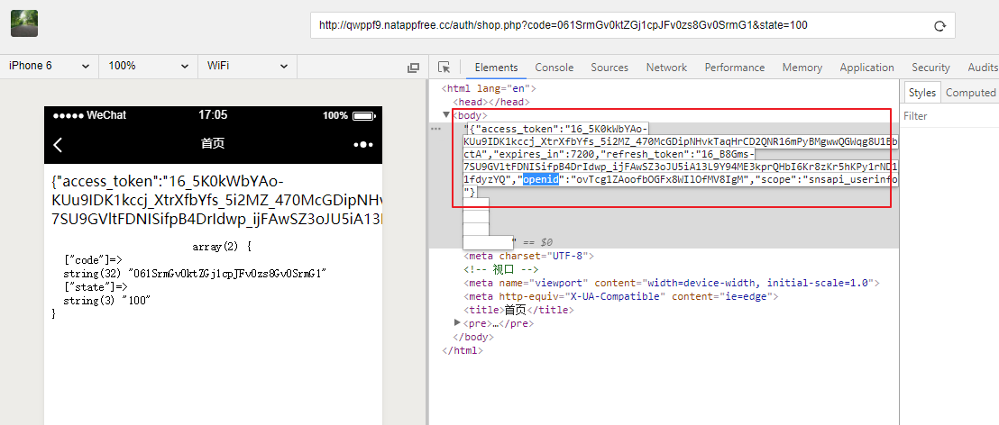 http://qwppf9.natappfree.cc/auth/shop.php?code=061SrmGv0ktZGj1cpJFv0zs8Gv0SrmG1&state=100
iPhone 6 100% WiFi
Elements Console Sources Network Performance Memory Application Security Audits
WeChat 17:05 100%
首页
{"access_token":"16_5K0kWbYAo-
KUu9IDK1kccj_XtrXfbYfs_5i2MZ_470McGDipNHv
7SU9GVltFDNISifpB4DrIdwp_ijFAwSZ3oJU5iA13
array(2) {
["code"]=>
string(32) "061SrmGv0ktZGj1cpJFv0zs8Gv0SrmG1"
["state"]=>
string(3) "100"
}
<html lang="en">
<head></head>
<body>
"{"access_token":"16_5K0kWbYAo-
KUu9IDK1kccj_XtrXfbYfs_5i2MZ_470McGDipNHvkTaqHrCD2QNR16mPyBMgwwQGWqg8U1Bb
ctA","expires_in":7200,"refresh_token":"16_B8Gms-
7SU9GVltFDNISifpB4DrIdwp_ijFAwSZ3oJU5iA13L9Y94ME3kprQHbI6Kr8zKr5hKPy1rND1
1fdyzYQ","openid":"ovTcg1ZAoofbOGFx8WIlOfMV8IgM","scope":"snsapi_userinfo
"}
" == $0
<meta charset="UTF-8">
<!-- 视口 -->
<meta name="viewport" content="width=device-width, initial-scale=1.0">
<meta http-equiv="X-UA-Compatible" content="ie=edge">
<title>首页</title>
<pre>…</pre>
</body>
</html>
Styles Computed
Filter